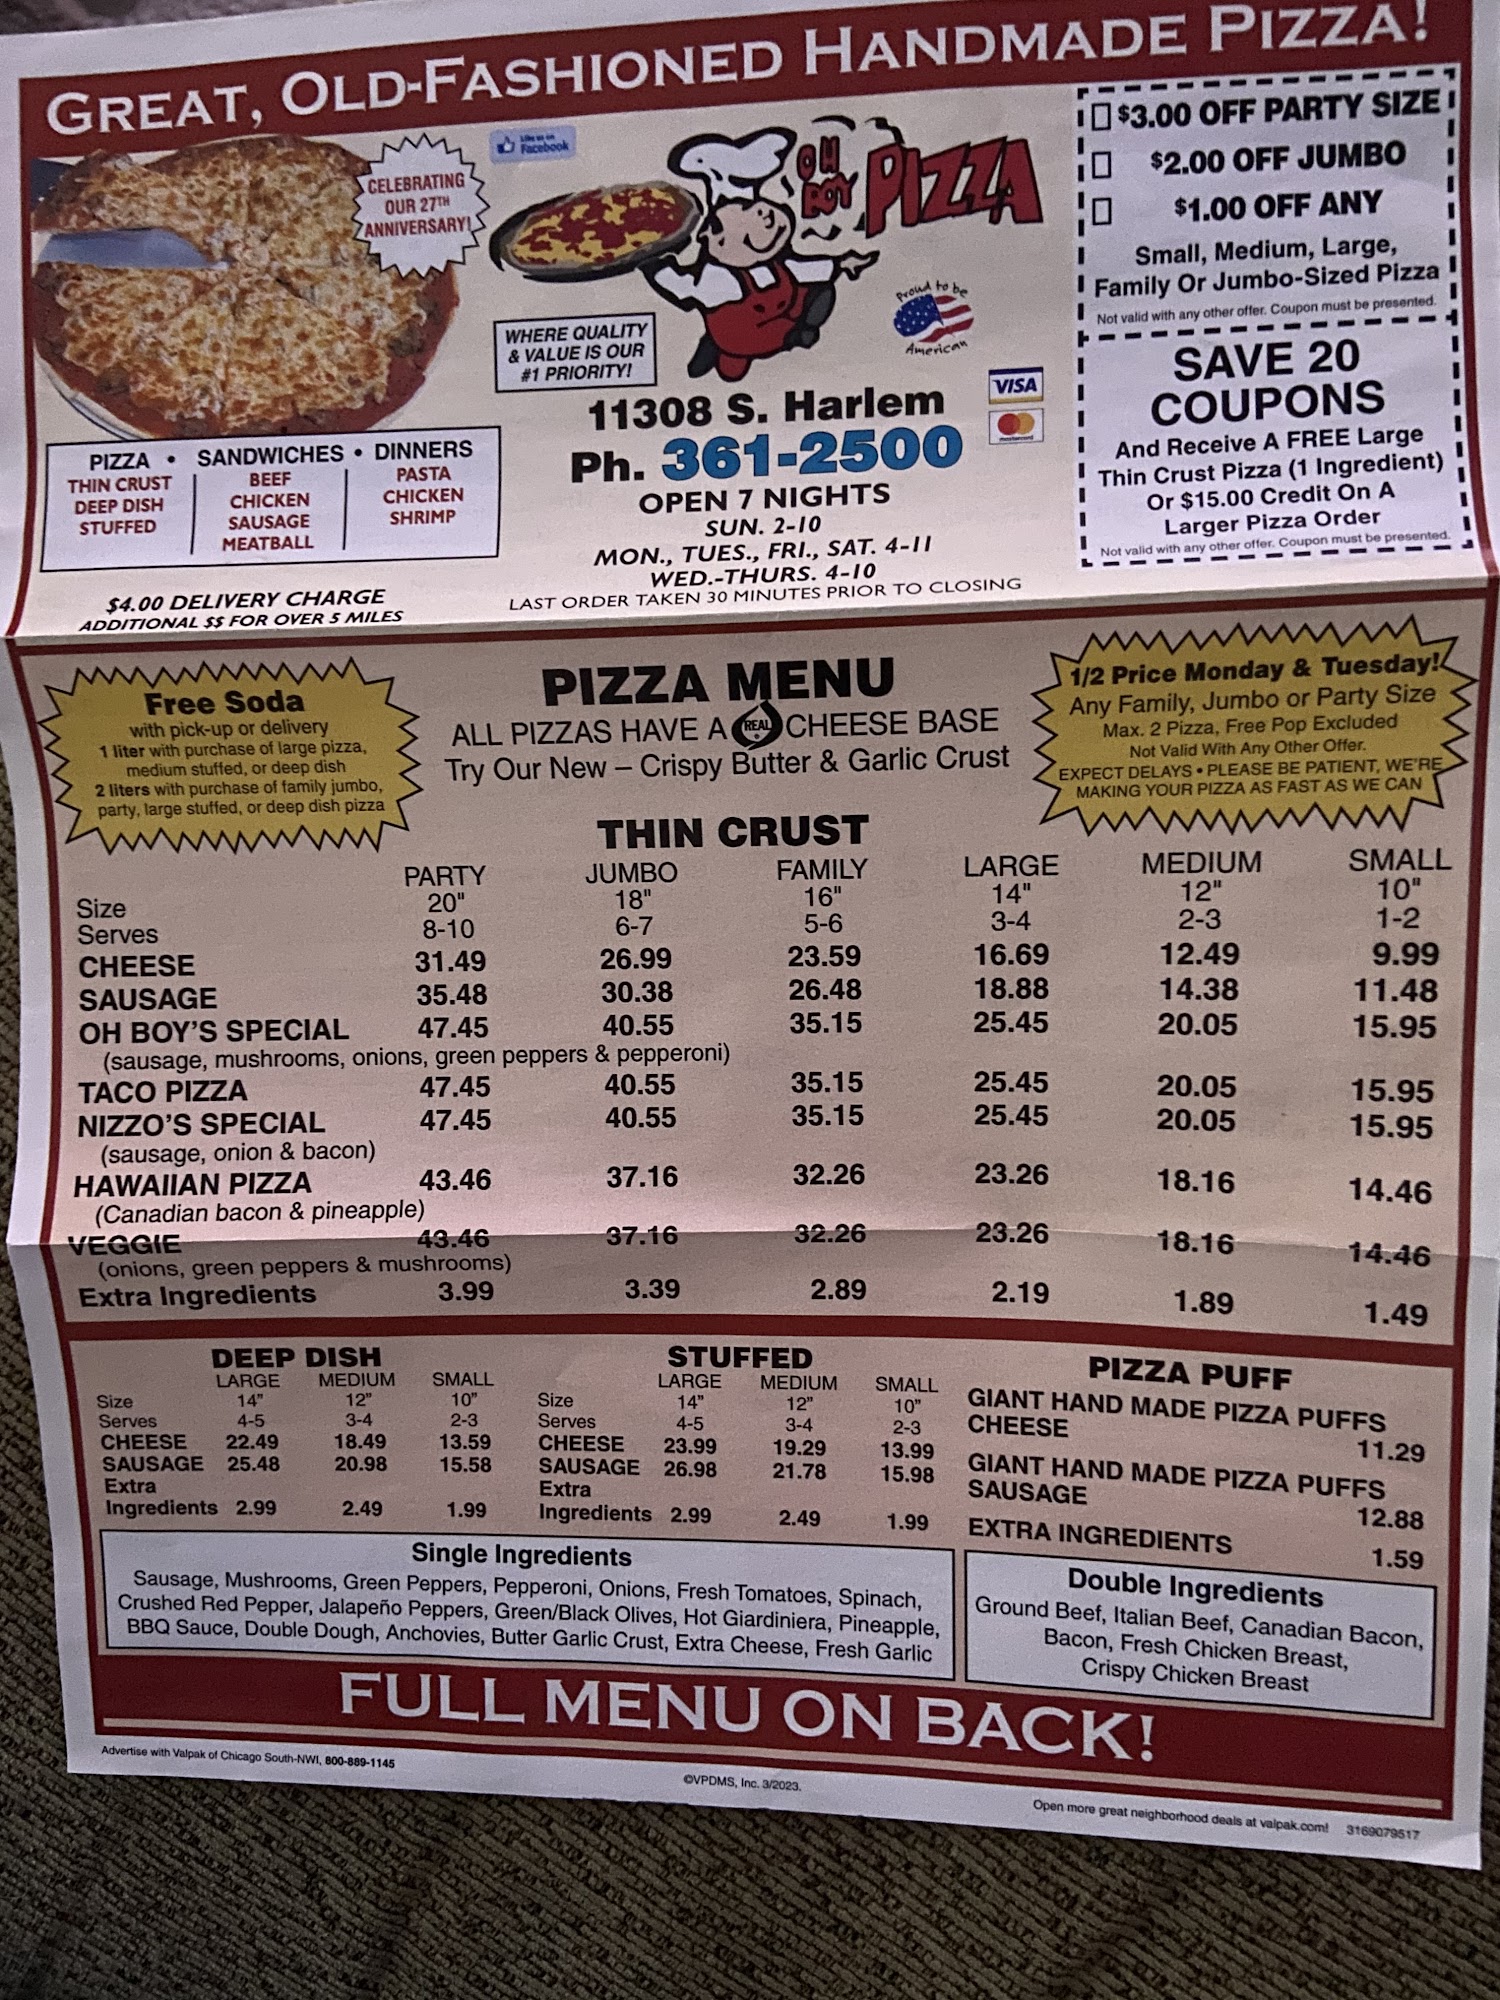 GREAT, OLD-FASHIONED HANDMADE PIZZA!
CELEBRATING
OUR 27TH
ANNIVERSARY!
Like us on
Facebook
OH
BOY
PIZZA
WHERE QUALITY
& VALUE IS OUR
#1 PRIORITY!
Proud to be
American
11308 S. Harlem
Ph. 361-2500
VISA
mastercard
OPEN 7 NIGHTS
SUN. 2-10
MON., TUES., FRI., SAT. 4-11
WED.-THURS. 4-10
LAST ORDER TAKEN 30 MINUTES PRIOR TO CLOSING
PIZZA • SANDWICHES • DINNERS
THIN CRUST
DEEP DISH
STUFFED
BEEF
CHICKEN
SAUSAGE
MEATBALL
PASTA
CHICKEN
SHRIMP
$4.00 DELIVERY CHARGE
ADDITIONAL $$ FOR OVER 5 MILES
$3.00 OFF PARTY SIZE
$2.00 OFF JUMBO
$1.00 OFF ANY
Small, Medium, Large,
Family Or Jumbo-Sized Pizza
Not valid with any other offer. Coupon must be presented.
SAVE 20
COUPONS
And Receive A FREE Large
Thin Crust Pizza (1 Ingredient)
Or $15.00 Credit On A
Larger Pizza Order
Not valid with any other offer. Coupon must be presented.
Free Soda
with pick-up or delivery
1 liter with purchase of large pizza,
medium stuffed, or deep dish
2 liters with purchase of family jumbo,
party, large stuffed, or deep dish pizza
PIZZA MENU
ALL PIZZAS HAVE A REAL CHEESE BASE
Try Our New – Crispy Butter & Garlic Crust
1/2 Price Monday & Tuesday!
Any Family, Jumbo or Party Size
Max. 2 Pizza, Free Pop Excluded
Not Valid With Any Other Offer.
EXPECT DELAYS • PLEASE BE PATIENT, WE'RE
MAKING YOUR PIZZA AS FAST AS WE CAN
THIN CRUST
PARTY JUMBO FAMILY LARGE MEDIUM SMALL
Size 20" 18" 16" 14" 12" 10"
Serves 8-10 6-7 5-6 3-4 2-3 1-2
CHEESE 31.49 26.99 23.59 16.69 12.49 9.99
SAUSAGE 35.48 30.38 26.48 18.88 14.38 11.48
OH BOY'S SPECIAL 47.45 40.55 35.15 25.45 20.05 15.95
(sausage, mushrooms, onions, green peppers & pepperoni)
TACO PIZZA 47.45 40.55 35.15 25.45 20.05 15.95
NIZZO'S SPECIAL 47.45 40.55 35.15 25.45 20.05 15.95
(sausage, onion & bacon)
HAWAIIAN PIZZA 43.46 37.16 32.26 23.26 18.16 14.46
(Canadian bacon & pineapple)
VEGGIE 43.46 37.16 32.26 23.26 18.16 14.46
(onions, green peppers & mushrooms)
Extra Ingredients 3.99 3.39 2.89 2.19 1.89 1.49
DEEP DISH
LARGE MEDIUM SMALL
Size 14" 12" 10"
Serves 4-5 3-4 2-3
CHEESE 22.49 18.49 13.59
SAUSAGE 25.48 20.98 15.58
Extra
Ingredients 2.99 2.49 1.99
STUFFED
LARGE MEDIUM SMALL
Size 14" 12" 10"
Serves 4-5 3-4 2-3
CHEESE 23.99 19.29 13.99
SAUSAGE 26.98 21.78 15.98
Extra
Ingredients 2.99 2.49 1.99
PIZZA PUFF
GIANT HAND MADE PIZZA PUFFS
CHEESE 11.29
GIANT HAND MADE PIZZA PUFFS
SAUSAGE 12.88
EXTRA INGREDIENTS 1.59
Single Ingredients
Sausage, Mushrooms, Green Peppers, Pepperoni, Onions, Fresh Tomatoes, Spinach,
Crushed Red Pepper, Jalapeño Peppers, Green/Black Olives, Hot Giardiniera, Pineapple,
BBQ Sauce, Double Dough, Anchovies, Butter Garlic Crust, Extra Cheese, Fresh Garlic
Double Ingredients
Ground Beef, Italian Beef, Canadian Bacon,
Bacon, Fresh Chicken Breast,
Crispy Chicken Breast
FULL MENU ON BACK!
Advertise with Valpak of Chicago South-NWI, 800-889-1145
©VPDMS, Inc. 3/2023.
Open more great neighborhood deals at valpak.com! 3169079517